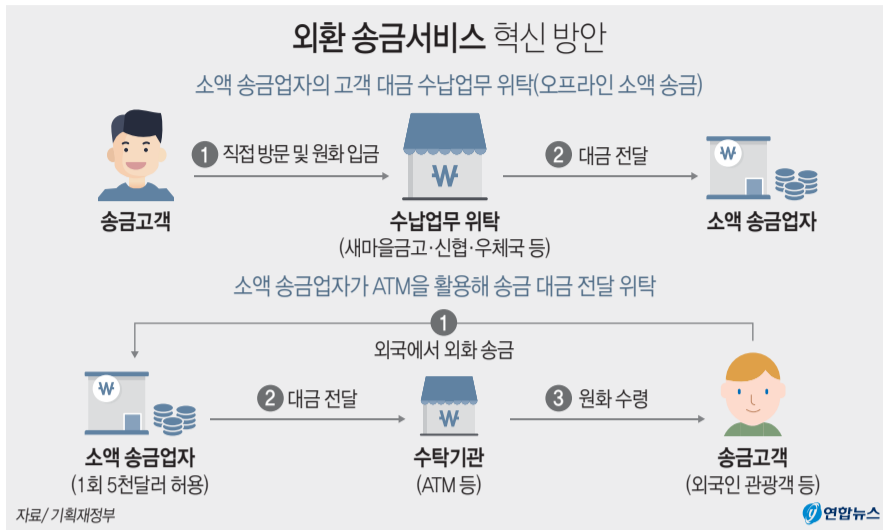 외환 송금서비스 혁신 방안
소액 송금업자의 고객 대금 수납업무 위탁(오프라인 소액 송금)
1 직접 방문 및 원화 입금
2 대금 전달
₩
₩
송금고객
수납업무 위탁
소액 송금업자
(새마을금고·신협·우체국 등)
소액 송금업자가 ATM을 활용해 송금 대금 전달 위탁
1
외국에서 외화 송금
₩
2 대금 전달
₩
3 원화 수령
소액 송금업자
수탁기관
송금고객
(1회 5천달러 허용)
(ATM 등)
(외국인 관광객 등)
자료/ 기획재정부
연합뉴스